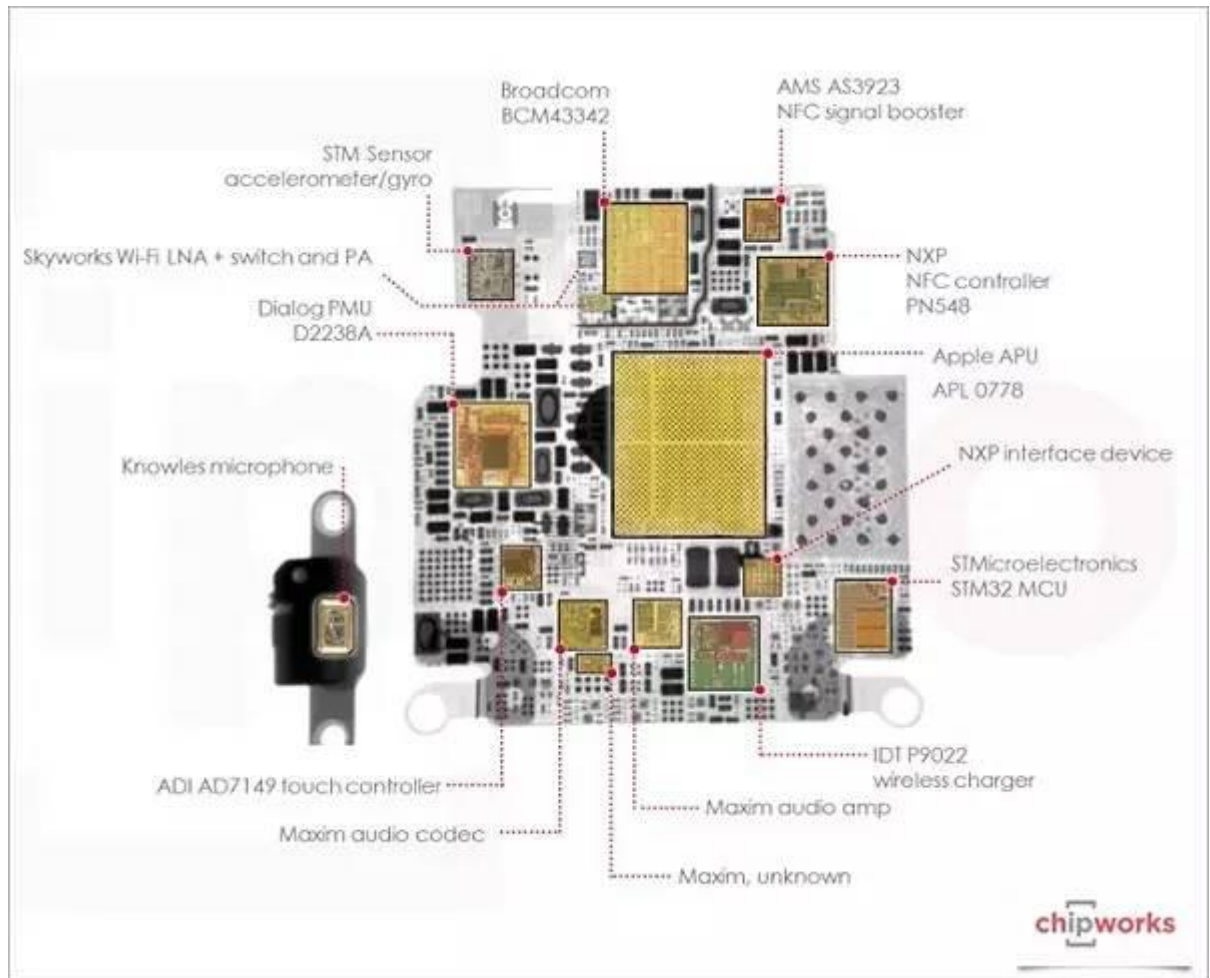 Broadcom
BCM43342
AMS AS3923
NFC signal booster
STM Sensor
accelerometer/gyro
Skyworks Wi-Fi LNA + switch and PA
NXP
NFC controller
PN548
Dialog PMU
D2238A
Apple APU
APL 0778
Knowles microphone
NXP interface device
STMicroelectronics
STM32 MCU
IDT P9022
wireless charger
ADI AD7149 touch controller
Maxim audio amp
Maxim audio codec
Maxim, unknown
chipworks